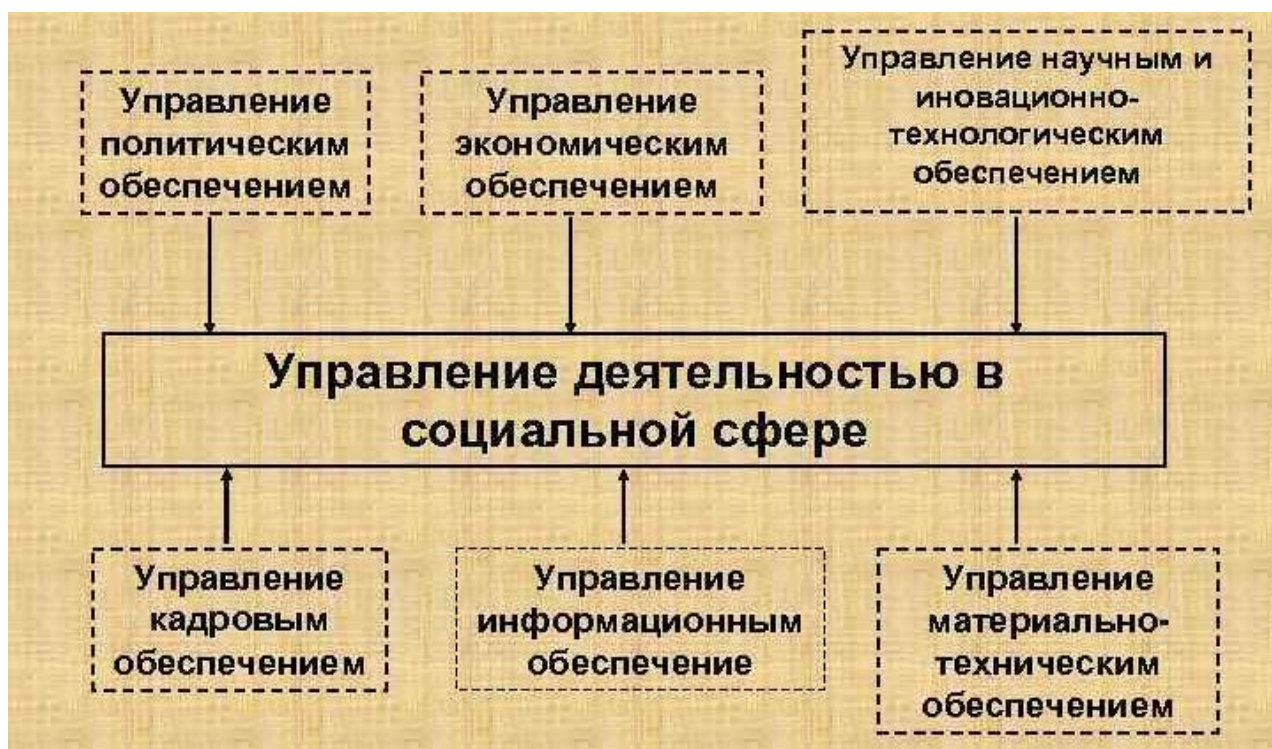 Управление
политическим
обеспечением
Управление
экономическим
обеспечением
Управление научным и
иновационно-
технологическим
обеспечением
Управление деятельностью в
социальной сфере
Управление
кадровым
обеспечением
Управление
информационным
обеспечение
Управление
материально-
техническим
обеспечением